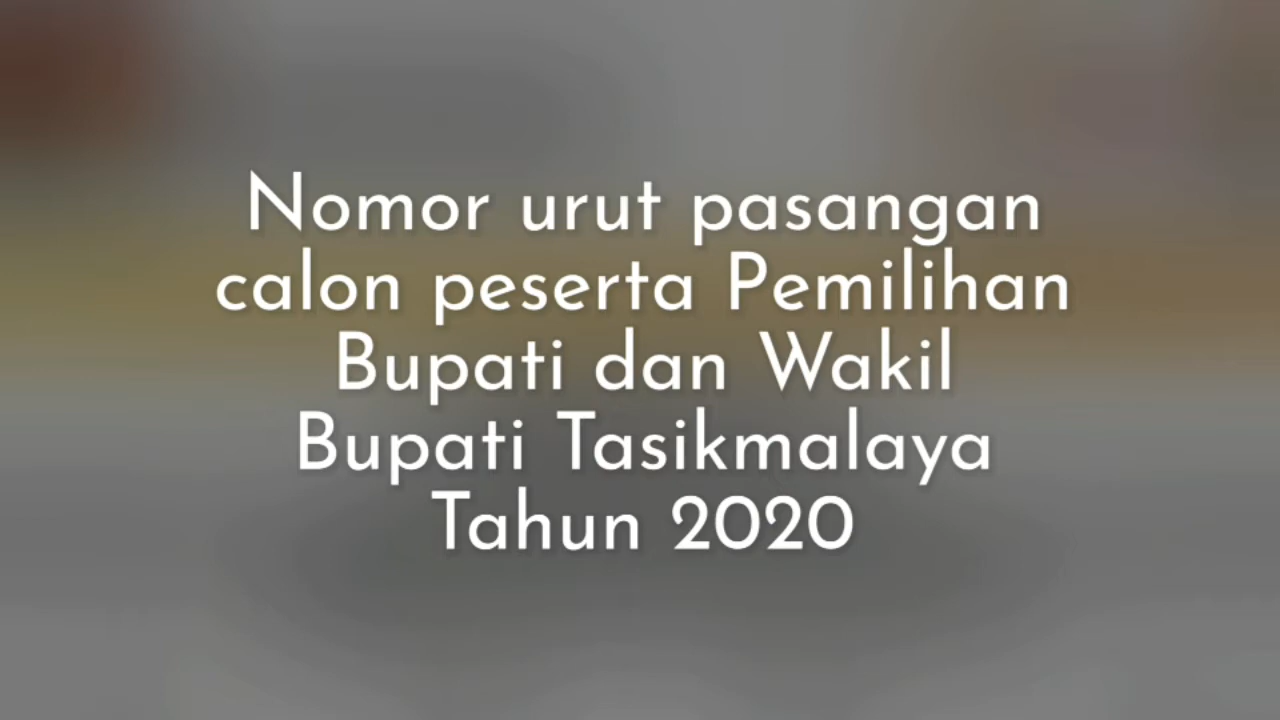 Nomor urut pasangan
calon peserta Pemilihan
Bupati dan Wakil
Bupati Tasikmalaya
Tahun 2020